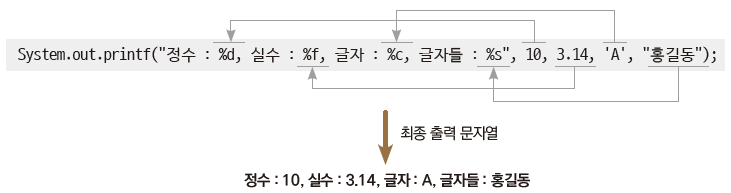 System.out.printf("정수 : %d, 실수 : %f, 글자 : %c, 글자들 : %s", 10, 3.14, 'A', "홍길동");
최종 출력 문자열
정수 : 10, 실수 : 3.14, 글자 : A, 글자들 : 홍길동